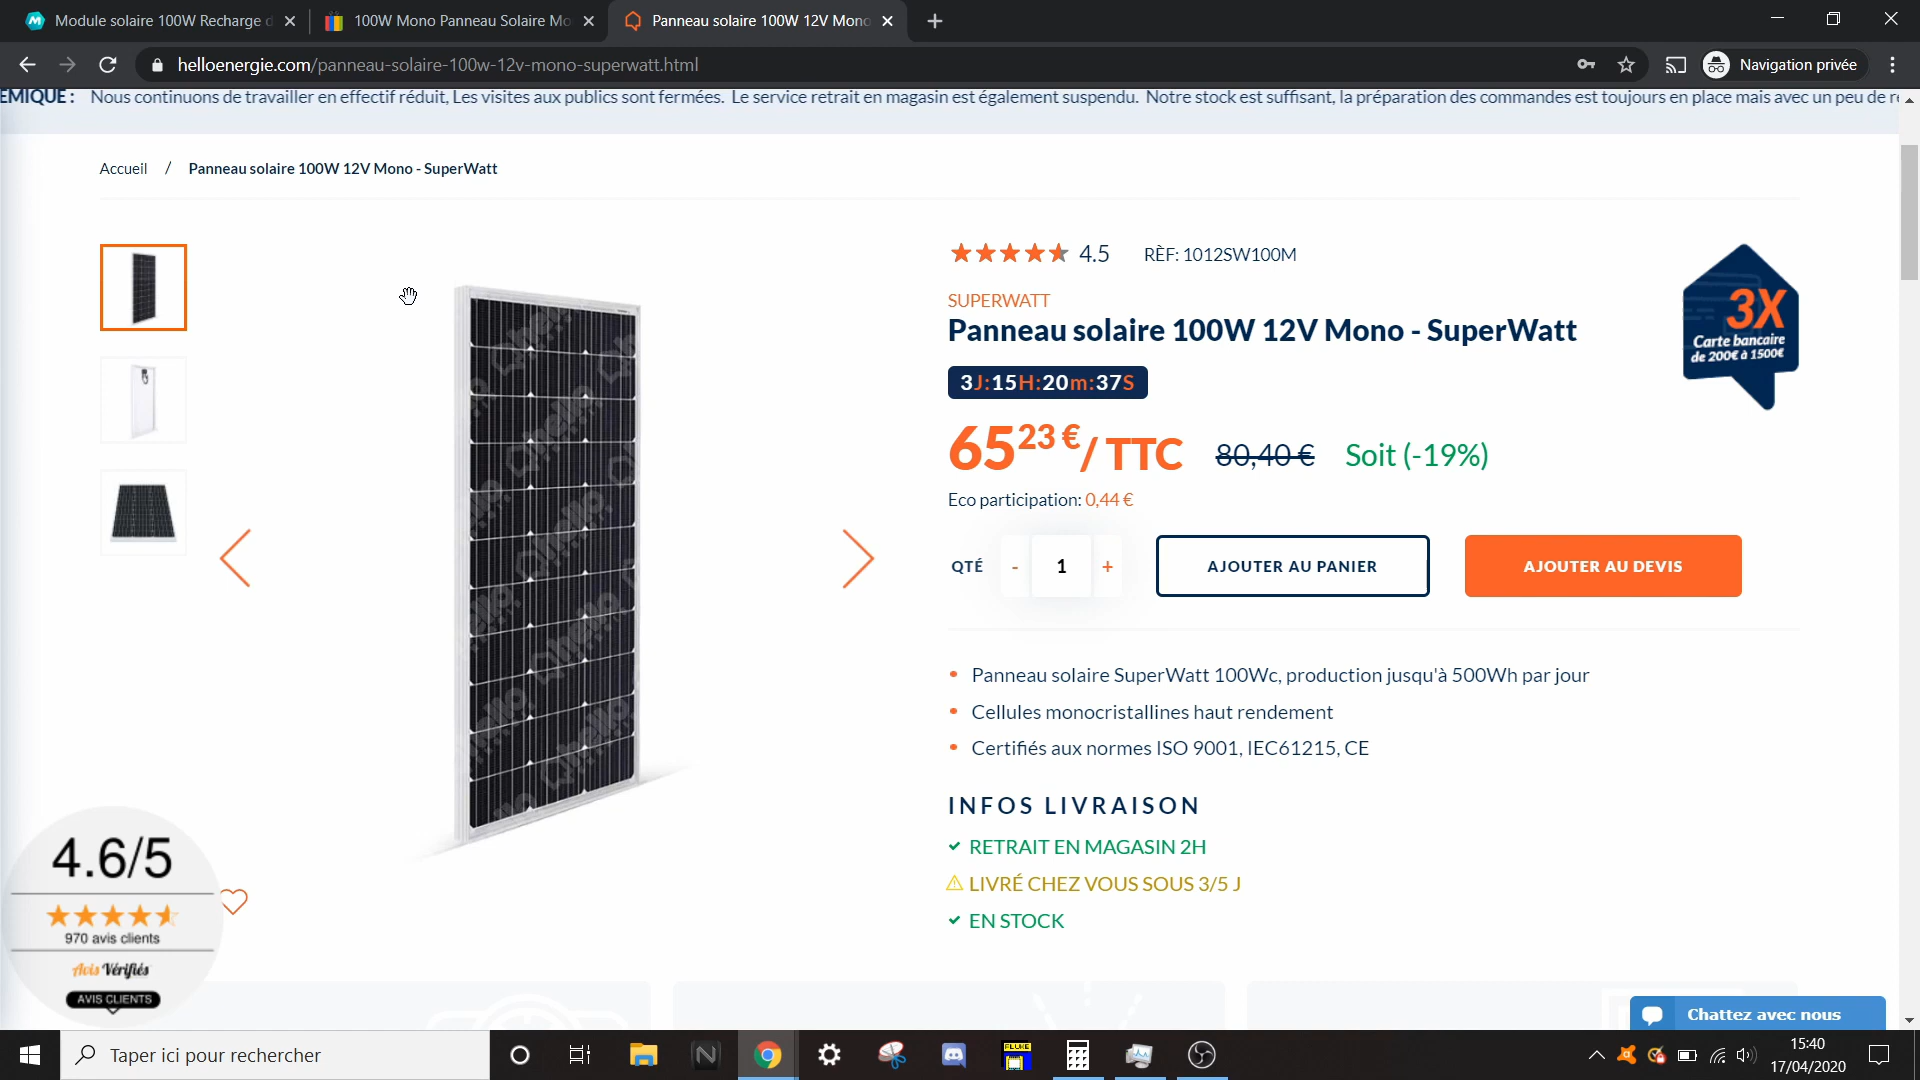 Module solaire 100W Recharge d
100W Mono Panneau Solaire Mo
Panneau solaire 100W 12V Mono
helloenergie.com/panneau-solaire-100w-12v-mono-superwatt.html
Navigation privée
EMIQUE : Nous continuons de travailler en effectif réduit, Les visites aux publics sont fermées. Le service retrait en magasin est également suspendu. Notre stock est suffisant, la préparation des commandes est toujours en place mais avec un peu de re
Accueil / Panneau solaire 100W 12V Mono - SuperWatt
4.5 RÈF: 1012SW100M
SUPERWATT
Panneau solaire 100W 12V Mono - SuperWatt
3X
Carte bancaire
de 200€ à 1500€
3J:15H:20m:37S
65 23 € / TTC 80,40 € Soit (-19%)
Eco participation: 0,44 €
QTÉ - 1 + AJOUTER AU PANIER AJOUTER AU DEVIS
Panneau solaire SuperWatt 100Wc, production jusqu'à 500Wh par jour
Cellules monocristallines haut rendement
Certifiés aux normes ISO 9001, IEC61215, CE
INFOS LIVRAISON
RETRAIT EN MAGASIN 2H
LIVRÉ CHEZ VOUS SOUS 3/5 J
EN STOCK
4.6/5
970 avis clients
Avis Vérifiés
AVIS CLIENTS
Chattez avec nous
Taper ici pour rechercher
FLUKE
15:40
17/04/2020